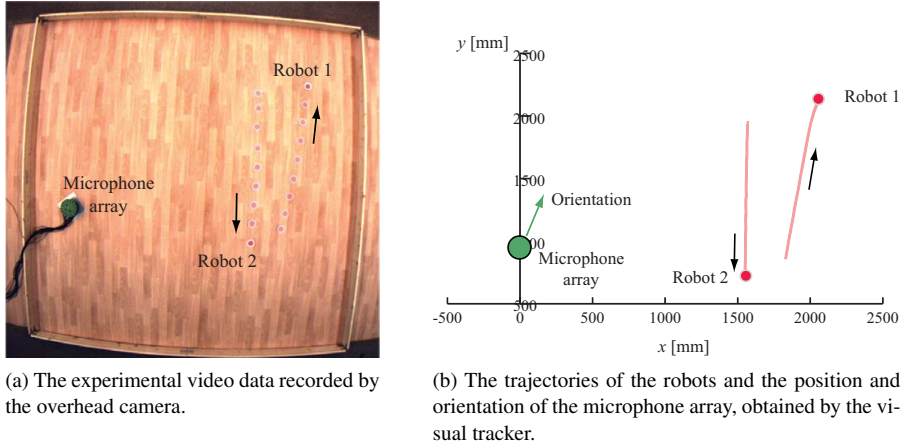 Robot 1
Microphone
array
Robot 2
(a) The experimental video data recorded by
the overhead camera.
y [mm]
2500
Robot 1
2000
1500
Orientation
Microphone
array
Robot 2
-500 0 500 1000 1500 2000 2500
x [mm]
(b) The trajectories of the robots and the position and
orientation of the microphone array, obtained by the vi-
sual tracker.